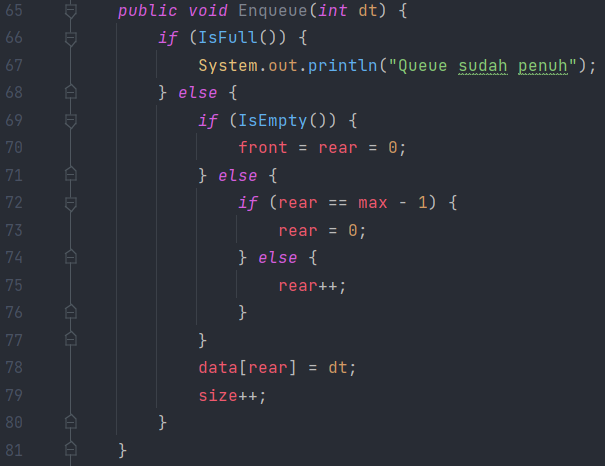 65 public void Enqueue(int dt) {
66 if (IsFull()) {
67 System.out.println("Queue sudah penuh");
68 } else {
69 if (IsEmpty()) {
70 front = rear = 0;
71 } else {
72 if (rear == max - 1) {
73 rear = 0;
74 } else {
75 rear++;
76 }
77 }
78 data[rear] = dt;
79 size++;
80 }
81 }